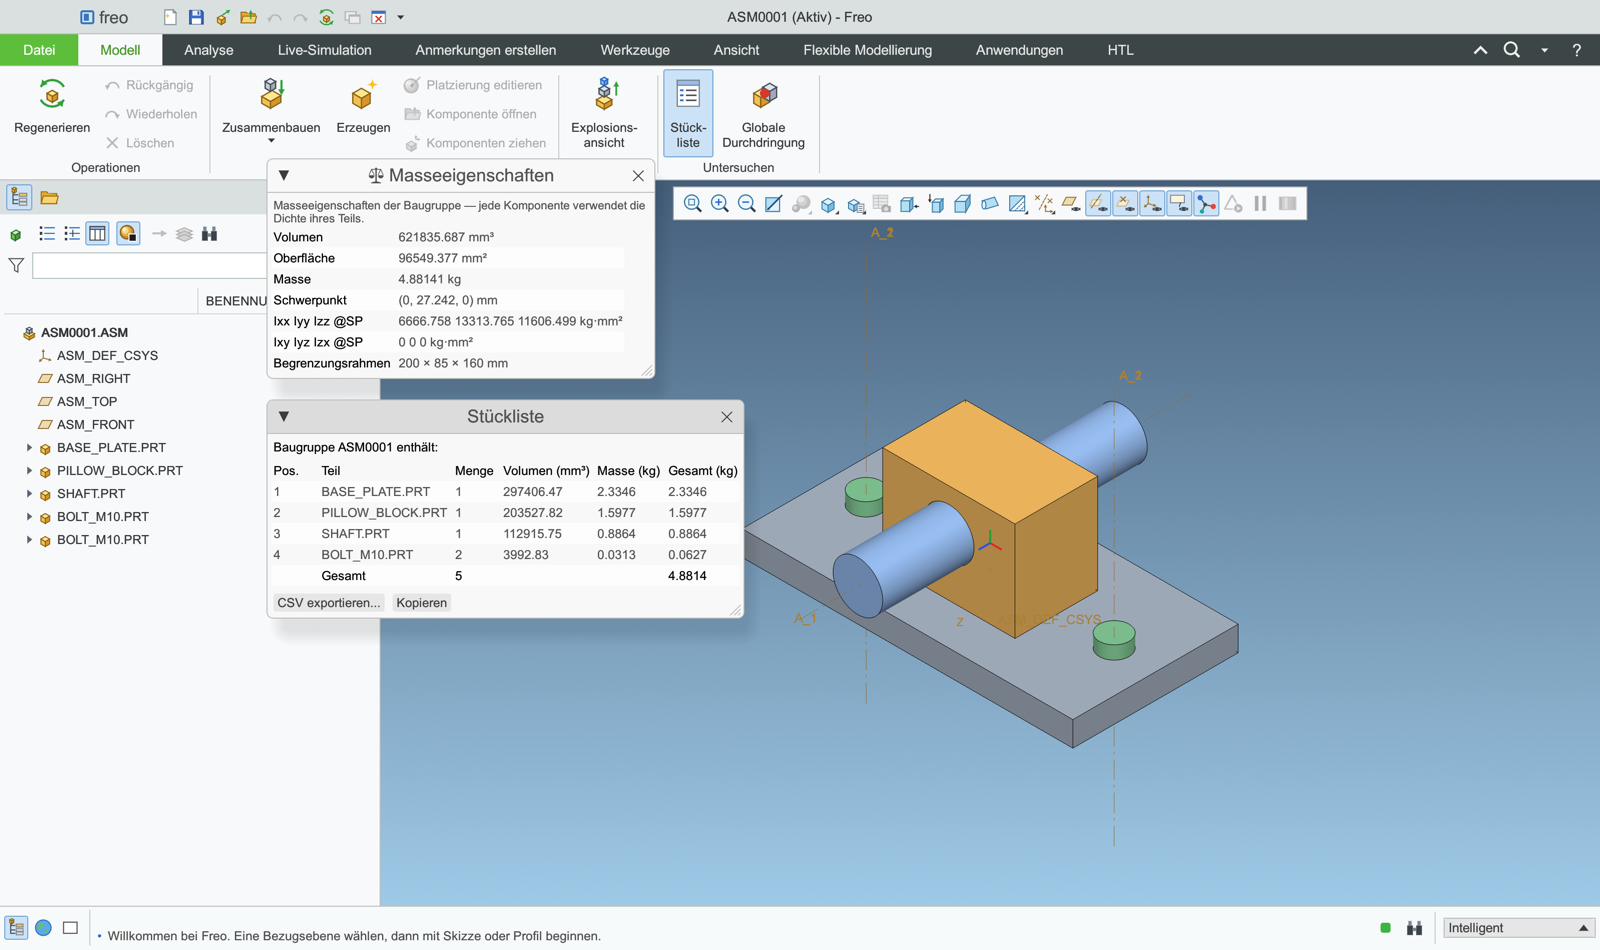 freo
ASM0001 (Aktiv) - Freo
Datei
Modell
Analyse
Live-Simulation
Anmerkungen erstellen
Werkzeuge
Ansicht
Flexible Modellierung
Anwendungen
HTL
?
Regenerieren
Rückgängig
Wiederholen
Löschen
Operationen
Zusammenbauen
Erzeugen
Platzierung editieren
Komponente öffnen
Komponenten ziehen
Explosions-
ansicht
Stück-
liste
Globale
Durchdringung
Untersuchen
BENENNU
ASM0001.ASM
ASM_DEF_CSYS
ASM_RIGHT
ASM_TOP
ASM_FRONT
BASE_PLATE.PRT
PILLOW_BLOCK.PRT
SHAFT.PRT
BOLT_M10.PRT
BOLT_M10.PRT
Masseeigenschaften
Masseeigenschaften der Baugruppe — jede Komponente verwendet die
Dichte ihres Teils.
Volumen 621835.687 mm³
Oberfläche 96549.377 mm²
Masse 4.88141 kg
Schwerpunkt (0, 27.242, 0) mm
Ixx Iyy Izz @SP 6666.758 13313.765 11606.499 kg·mm²
Ixy Iyz Izx @SP 0 0 0 kg·mm²
Begrenzungsrahmen 200 × 85 × 160 mm
Stückliste
Baugruppe ASM0001 enthält:
Pos. Teil Menge Volumen (mm³) Masse (kg) Gesamt (kg)
1 BASE_PLATE.PRT 1 297406.47 2.3346 2.3346
2 PILLOW_BLOCK.PRT 1 203527.82 1.5977 1.5977
3 SHAFT.PRT 1 112915.75 0.8864 0.8864
4 BOLT_M10.PRT 2 3992.83 0.0313 0.0627
Gesamt 5 4.8814
CSV exportieren... Kopieren
A_2
A_2
A_1
Z
ASM_DEF_CSYS
Willkommen bei Freo. Eine Bezugsebene wählen, dann mit Skizze oder Profil beginnen.
Intelligent